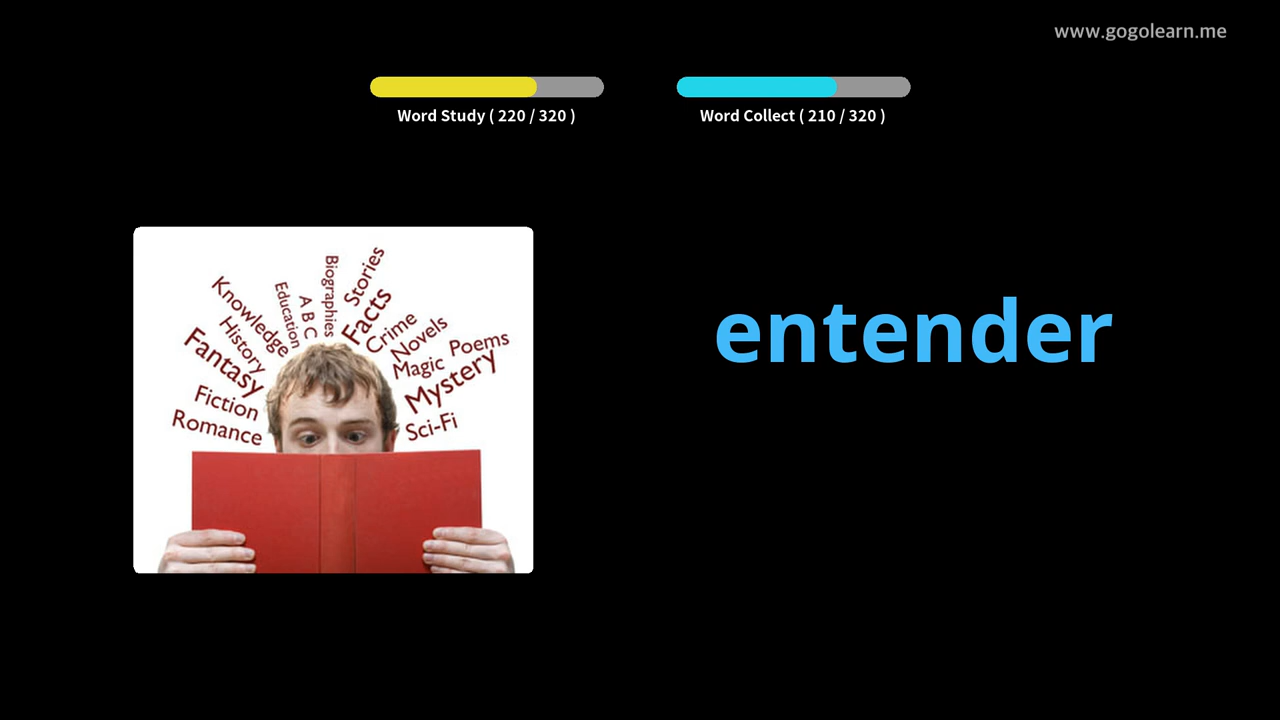 www.gogolearn.me
Word Study ( 220 / 320 )
Word Collect ( 210 / 320 )
Biographies
Stories
Education
A B C
Facts
Knowledge
History
Crime
Novels
Fantasy
Magic
Poems
Mystery
Fiction
Romance
Sci-Fi
entender